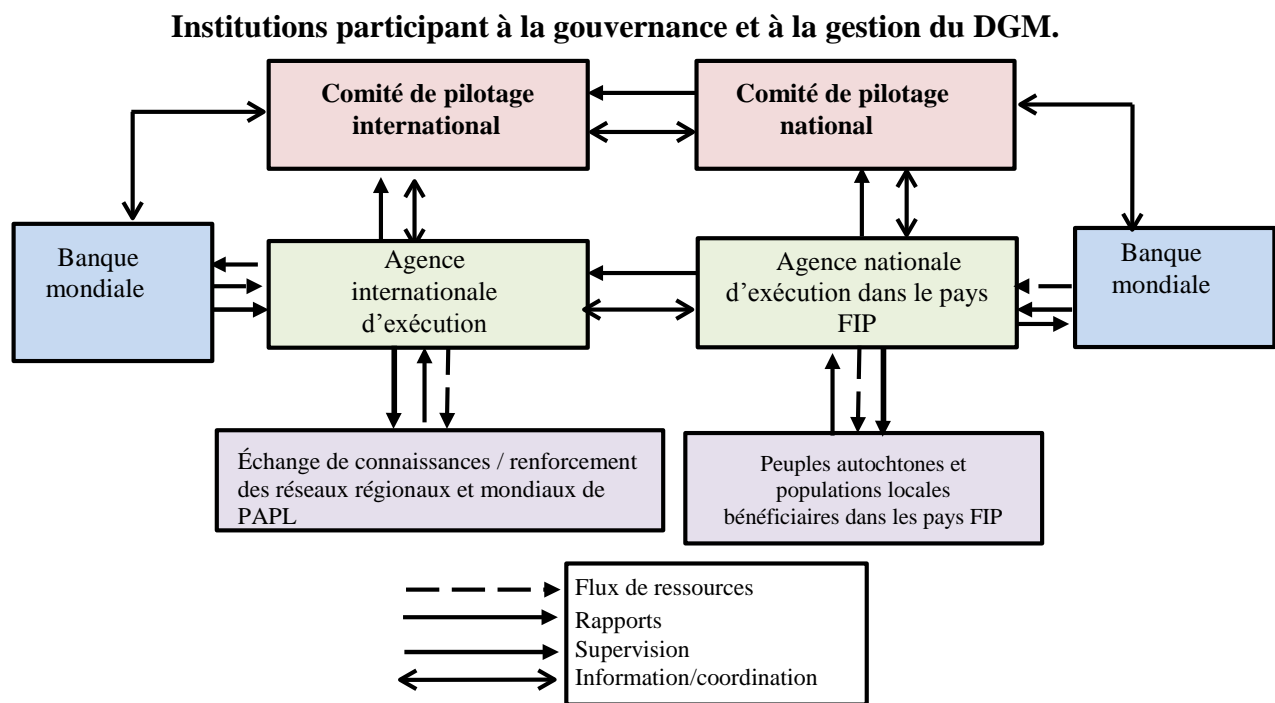 Institutions participant à la gouvernance et à la gestion du DGM.
Comité de pilotage
international
Comité de pilotage
national
Banque
mondiale
Agence
internationale
d’exécution
Agence nationale
d’exécution dans le pays
FIP
Banque
mondiale
Échange de connaissances / renforcement
des réseaux régionaux et mondiaux de
PAPL
Peuples autochtones et
populations locales
bénéficiaires dans les pays FIP
Flux de ressources
Rapports
Supervision
Information/coordination